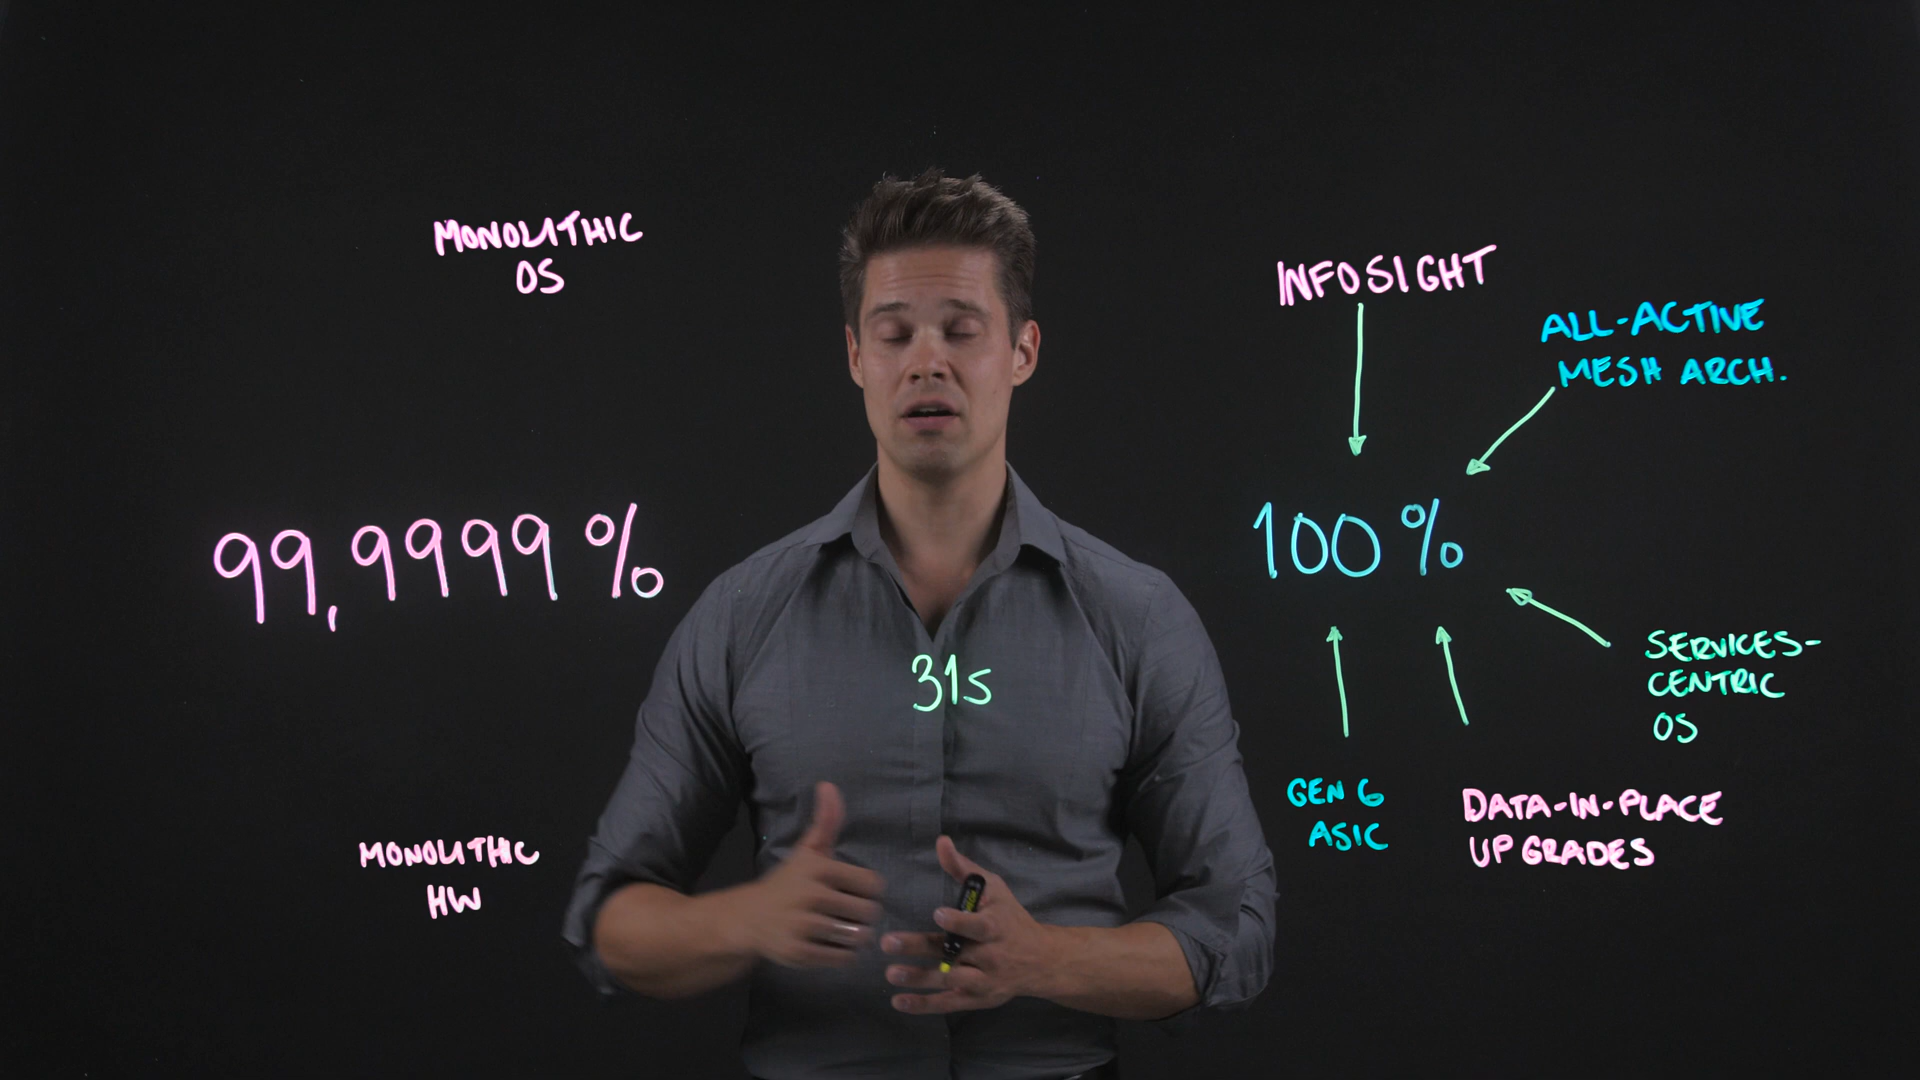 MONOLITHIC
OS
99,9999%
MONOLITHIC
HW
31s
INFOSIGHT
ALL-ACTIVE
MESH ARCH.
100%
SERVICES-
CENTRIC
OS
GEN 6
ASIC
DATA-IN-PLACE
UPGRADES